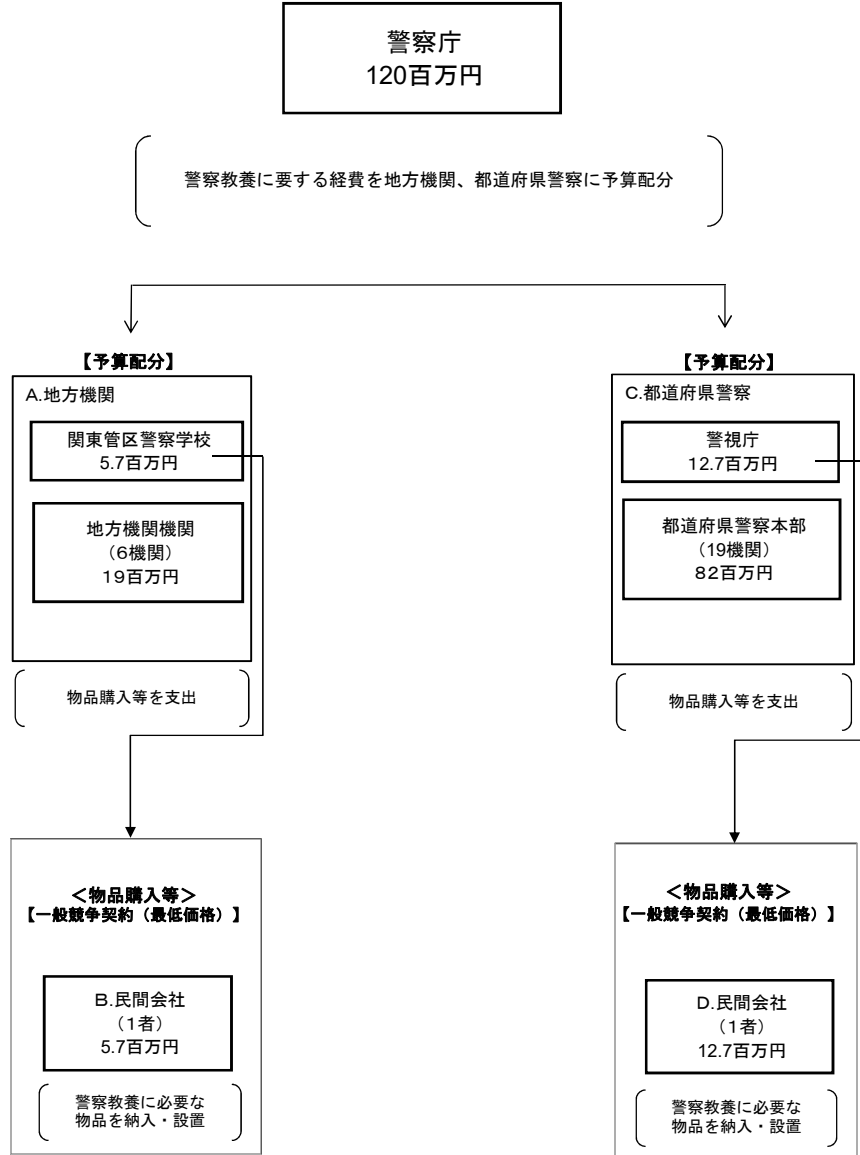 警察庁
120百万円
警察教養に要する経費を地方機関、都道府県警察に予算配分
【予算配分】
A.地方機関
関東管区警察学校
5.7百万円
地方機関機関
（６機関）
１９百万円
物品購入等を支出
＜物品購入等＞
【一般競争契約（最低価格）】
Ｂ.民間会社
（１者）
5.7百万円
警察教養に必要な
物品を納入・設置
【予算配分】
C.都道府県警察
警視庁
12.7百万円
都道府県警察本部
（19機関）
８２百万円
物品購入等を支出
＜物品購入等＞
【一般競争契約（最低価格）】
Ｄ.民間会社
（１者）
12.7百万円
警察教養に必要な
物品を納入・設置